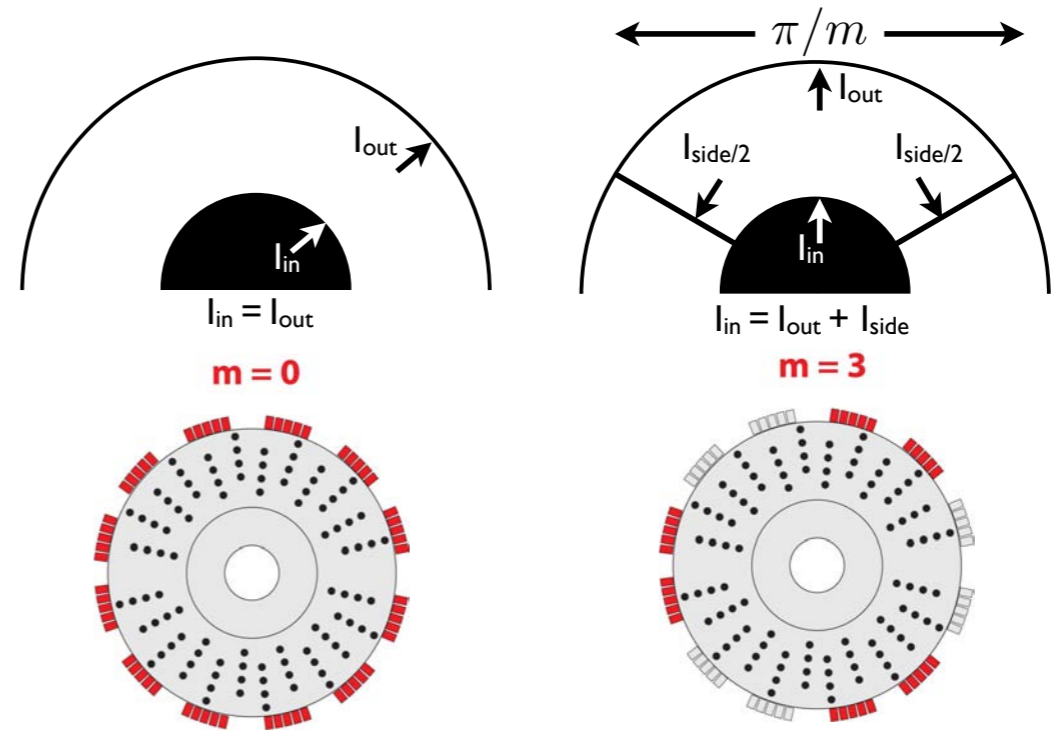 I_out
I_in
I_in = I_out
m = 0
π/m
I_out
I_side/2
I_side/2
I_in
I_in = I_out + I_side
m = 3